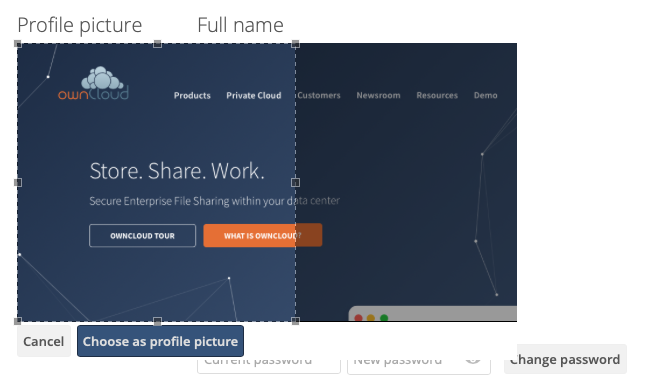 Profile picture
Full name
ownCloud
Products Private Cloud Customers Newsroom Resources Demo
Store. Share. Work.
Secure Enterprise File Sharing within your data center
OWNCLOUD TOUR
WHAT IS OWNCLOUD?
Cancel
Choose as profile picture
Current password
New password
Change password